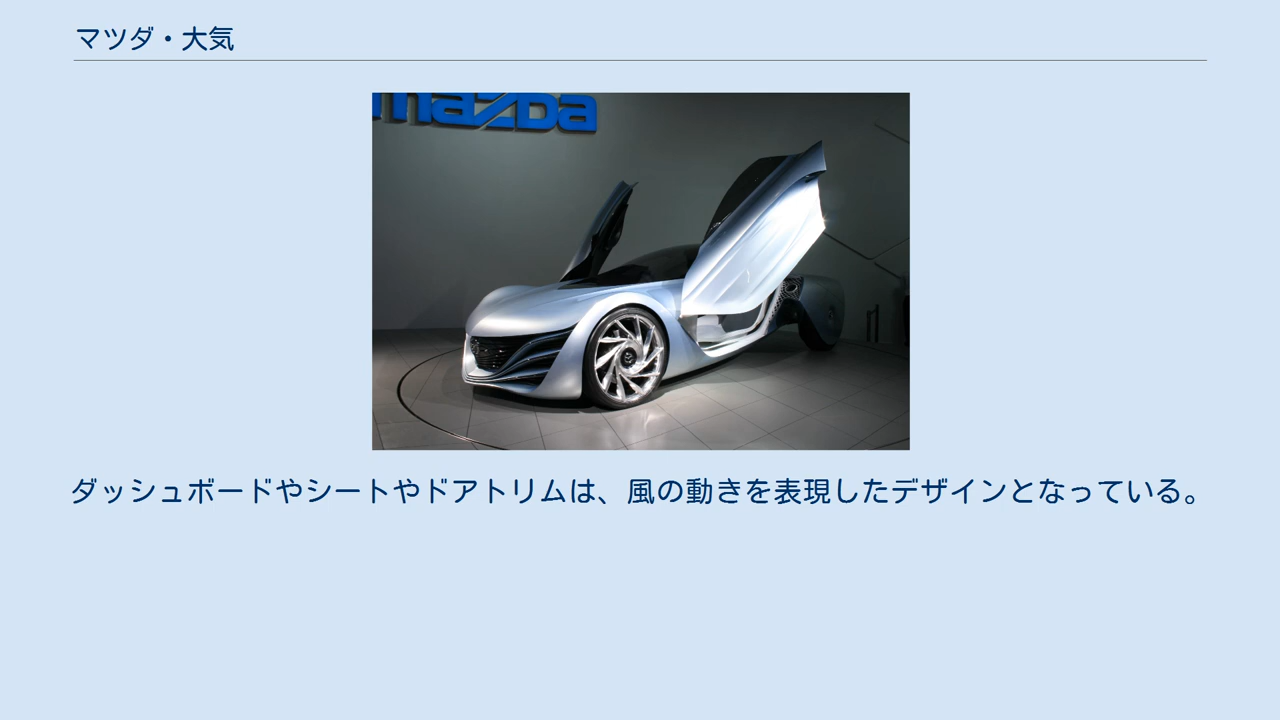 マツダ・大気
mazda
ダッシュボードやシートやドアトリムは、風の動きを表現したデザインとなっている。